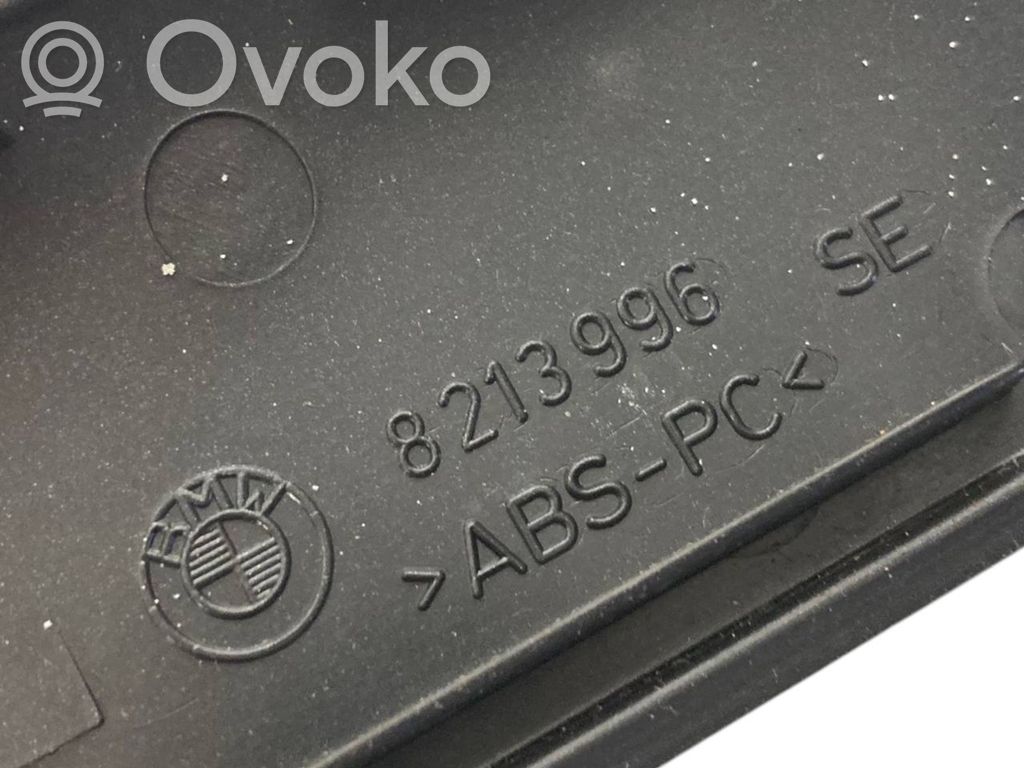 Ovoko
8213996 SE
>ABS-PC<
BMW